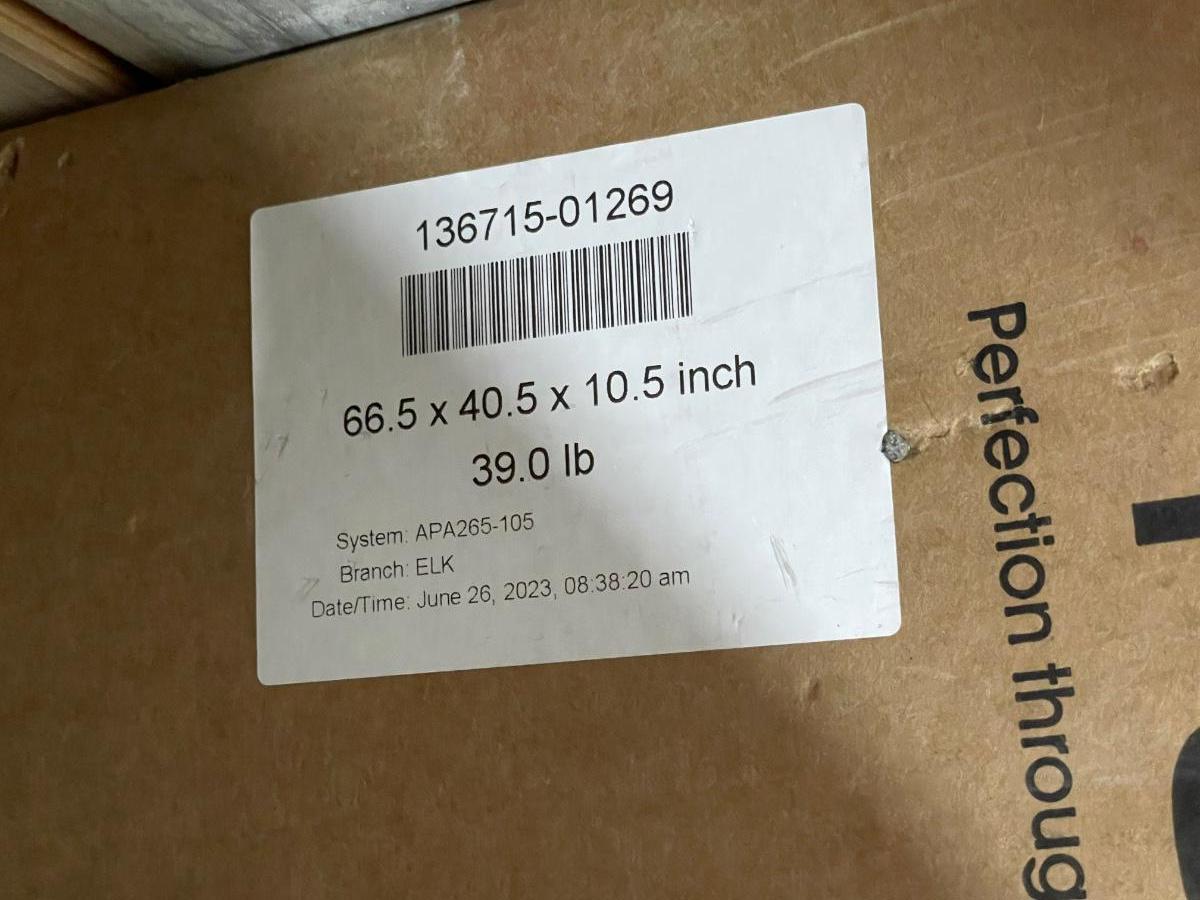 136715-01269
66.5 x 40.5 x 10.5 inch
39.0 lb
System: APA265-105
Branch: ELK
Date/Time: June 26, 2023, 08:38:20 am
Perfection throug